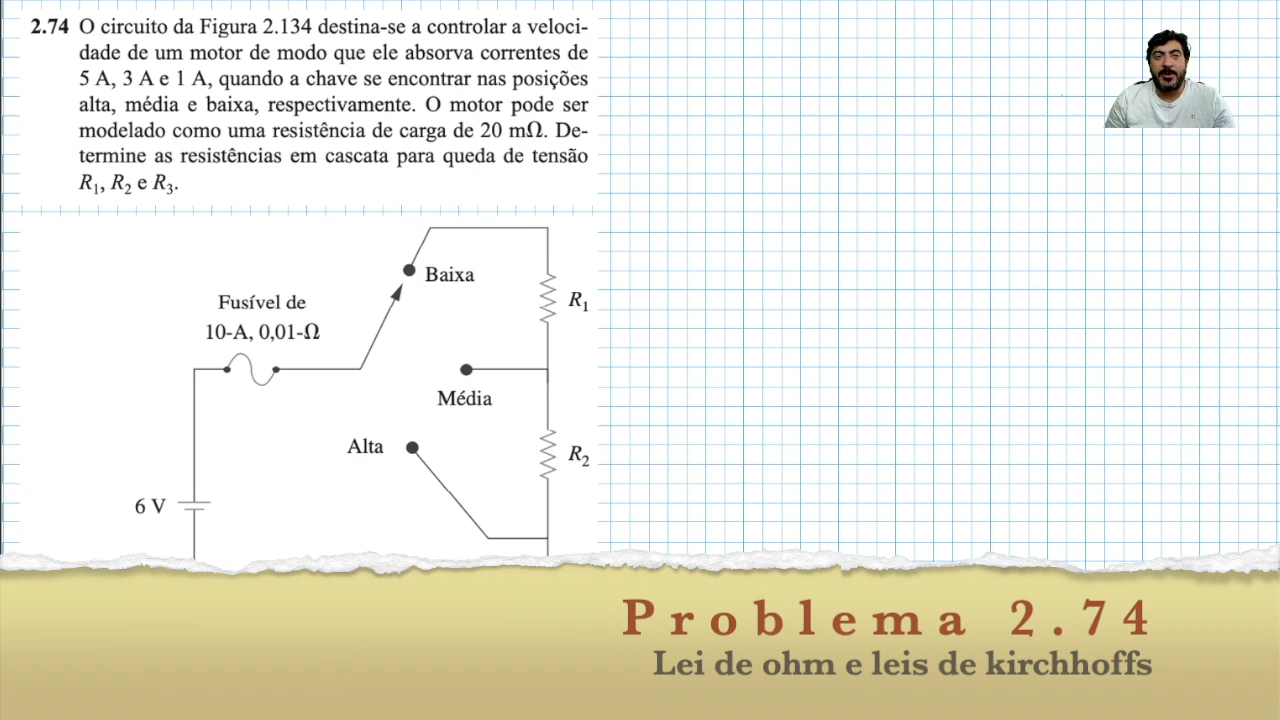 2.74 O circuito da Figura 2.134 destina-se a controlar a veloci-
dade de um motor de modo que ele absorva correntes de
5 A, 3 A e 1 A, quando a chave se encontrar nas posições
alta, média e baixa, respectivamente. O motor pode ser
modelado como uma resistência de carga de 20 mΩ. De-
termine as resistências em cascata para queda de tensão
R₁, R₂ e R₃.
Baixa
Fusível de
10-A, 0,01-Ω
R₁
Média
Alta
R₂
6 V
Problema 2.74
Lei de ohm e leis de kirchhoffs